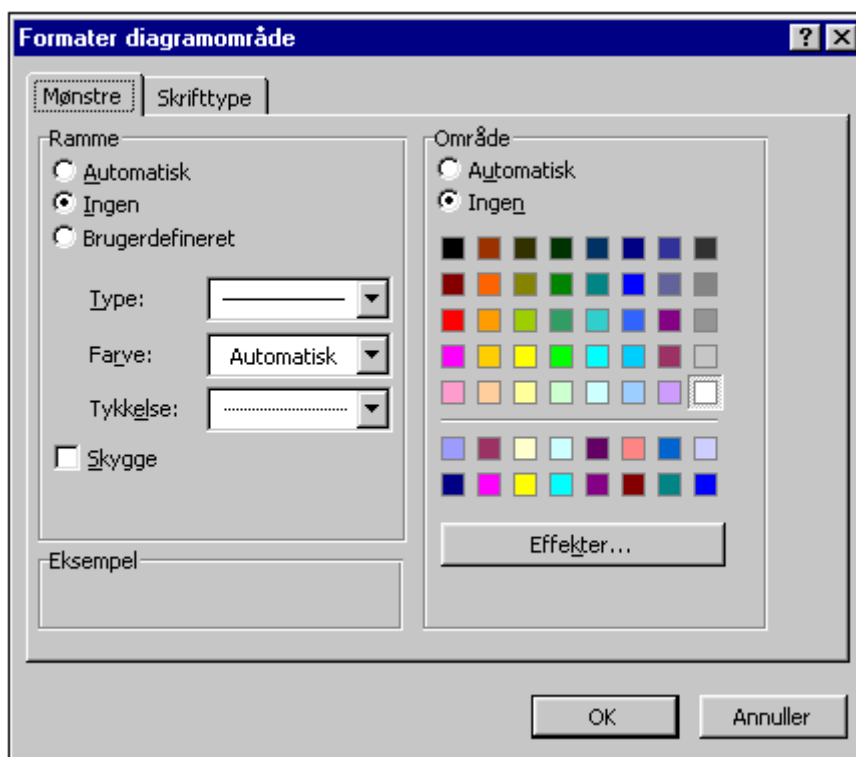 Formater diagramområde
Mønstre
Skrifttype
Ramme
Automatisk
Ingen
Brugerdefineret
Type:
Farve:
Automatisk
Tykkelse:
Skygge
Eksempel
Område
Automatisk
Ingen
Effekter...
OK
Annuller